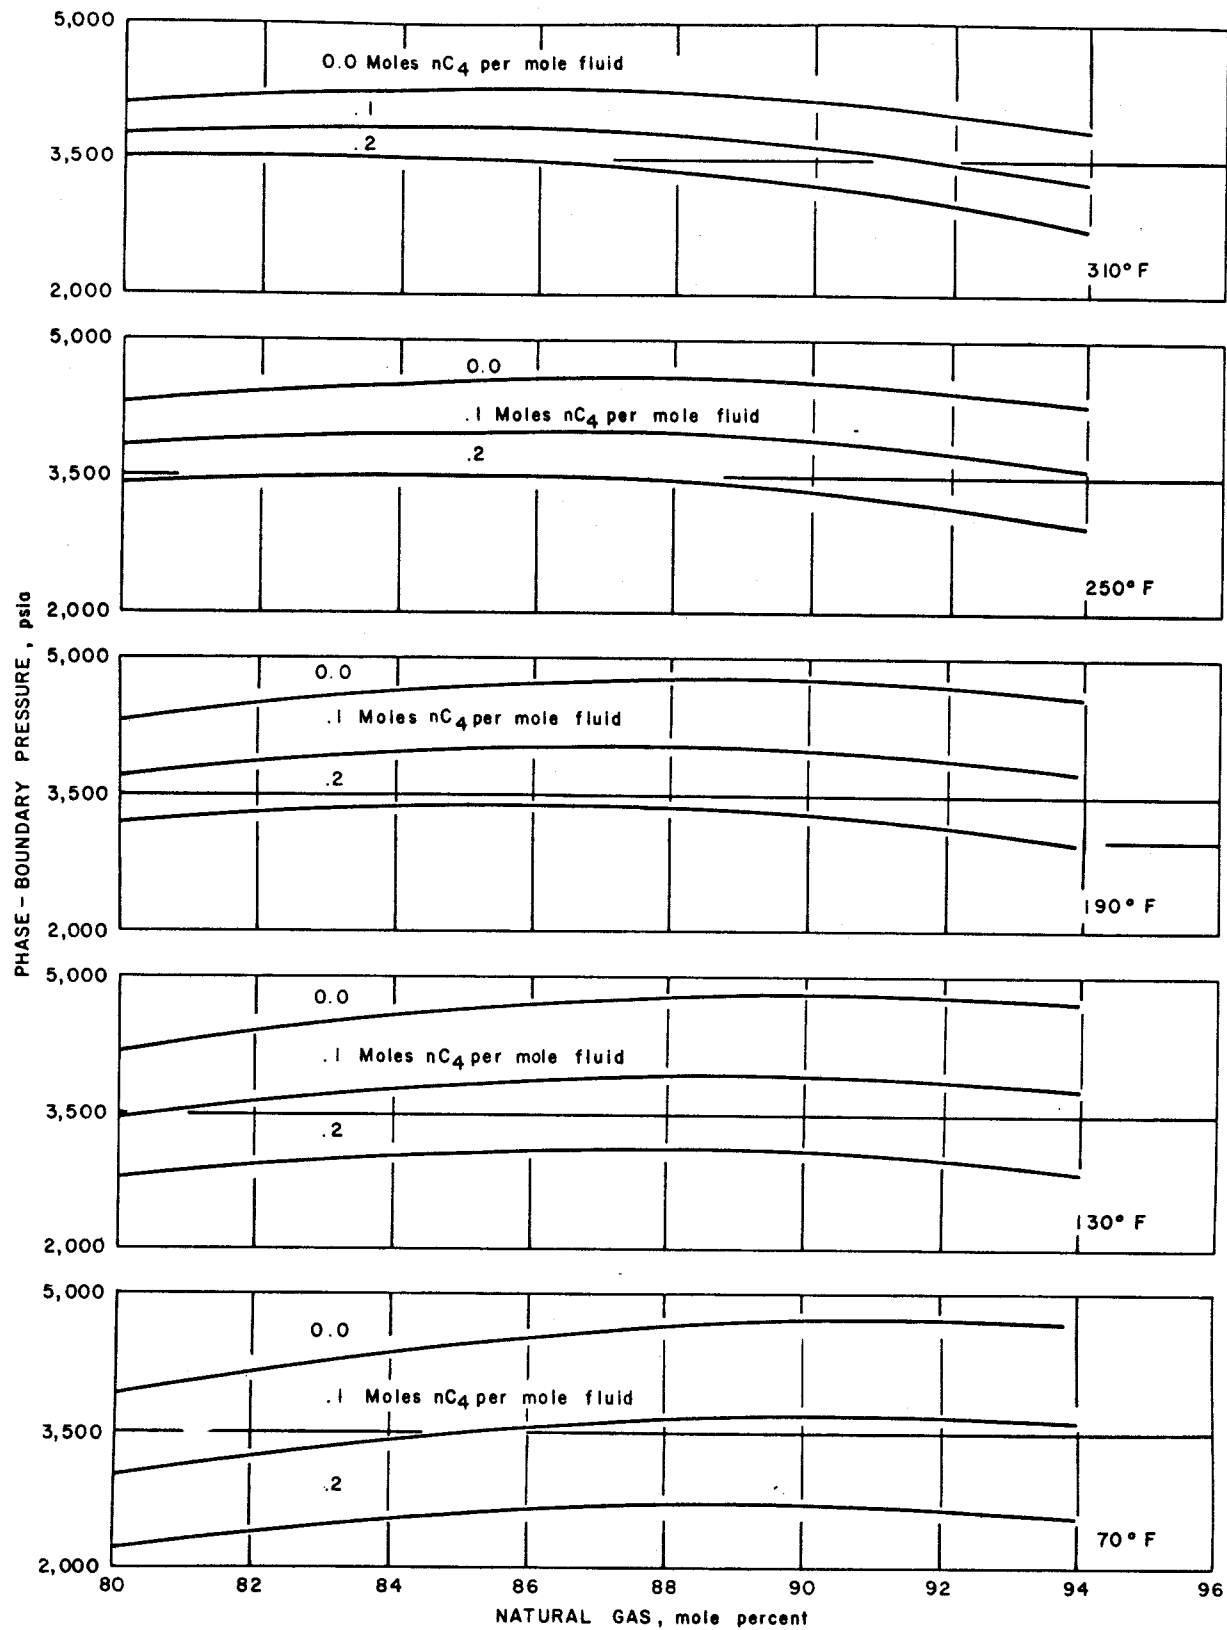 5,000
0.0 Moles nC4 per mole fluid
.1
.2
3,500
310° F
2,000
5,000
0.0
.1 Moles nC4 per mole fluid
.2
3,500
250° F
2,000
5,000
0.0
.1 Moles nC4 per mole fluid
.2
3,500
190° F
2,000
PHASE-BOUNDARY PRESSURE, psia
5,000
0.0
.1 Moles nC4 per mole fluid
3,500
.2
130° F
2,000
5,000
0.0
.1 Moles nC4 per mole fluid
3,500
.2
70° F
2,000
80 82 84 86 88 90 92 94 96
NATURAL GAS, mole percent